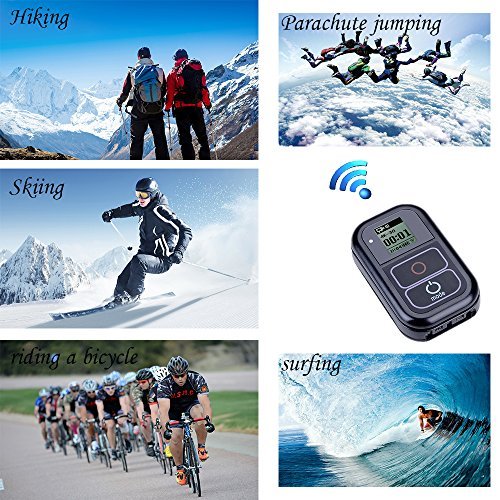 Hiking
Parachute jumping
Skiing
00:01
mode
riding a bicycle
surfing